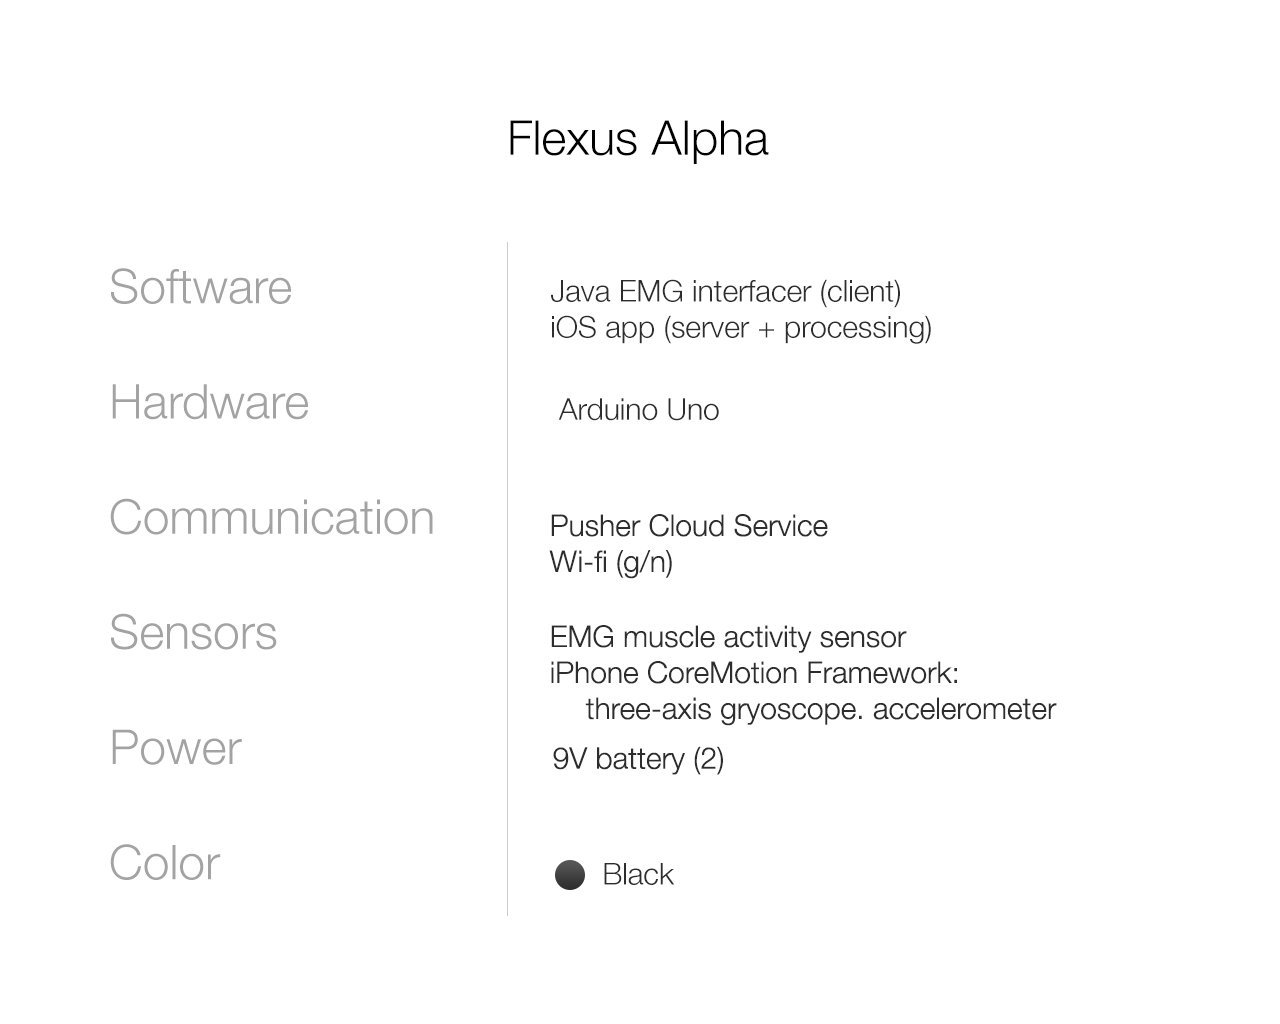 Flexus Alpha
Software
Java EMG interfacer (client)
iOS app (server + processing)
Hardware
Arduino Uno
Communication
Pusher Cloud Service
Wi-fi (g/n)
Sensors
EMG muscle activity sensor
iPhone CoreMotion Framework:
three-axis gryoscope. accelerometer
Power
9V battery (2)
Color
Black